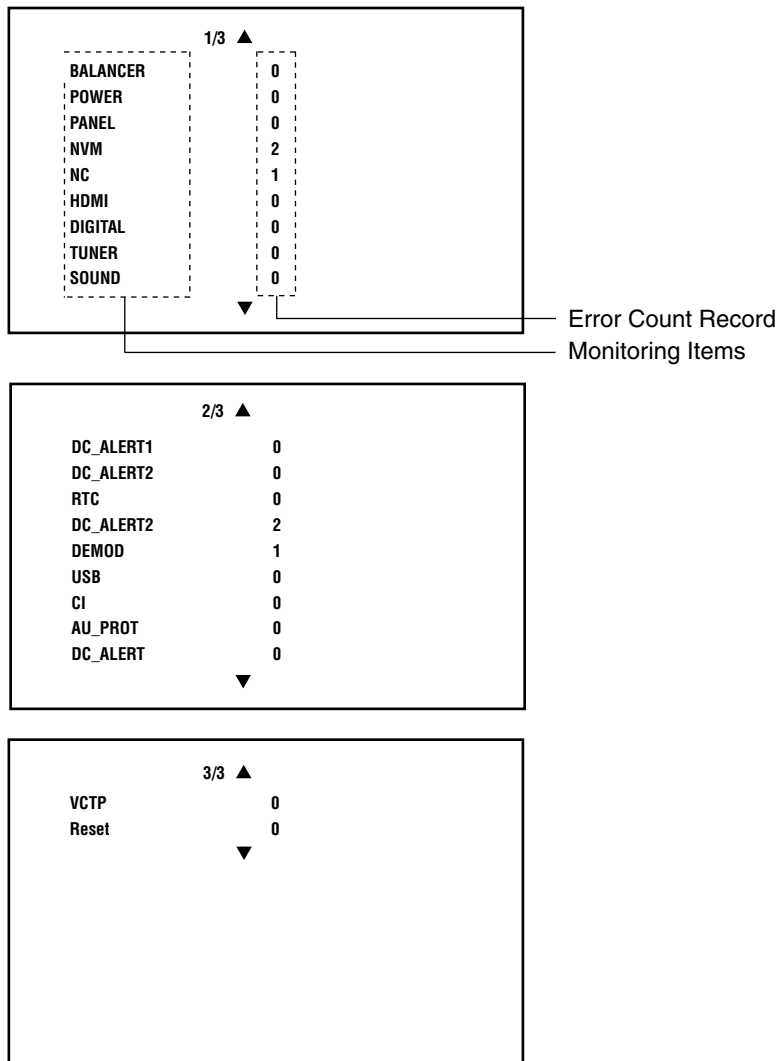 1/3 ▲
BALANCER 0
POWER 0
PANEL 0
NVM 2
NC 1
HDMI 0
DIGITAL 0
TUNER 0
SOUND 0
▼
Error Count Record
Monitoring Items
2/3 ▲
DC_ALERT1 0
DC_ALERT2 0
RTC 0
DC_ALERT2 2
DEMOD 1
USB 0
CI 0
AU_PROT 0
DC_ALERT 0
▼
3/3 ▲
VCTP 0
Reset 0
▼